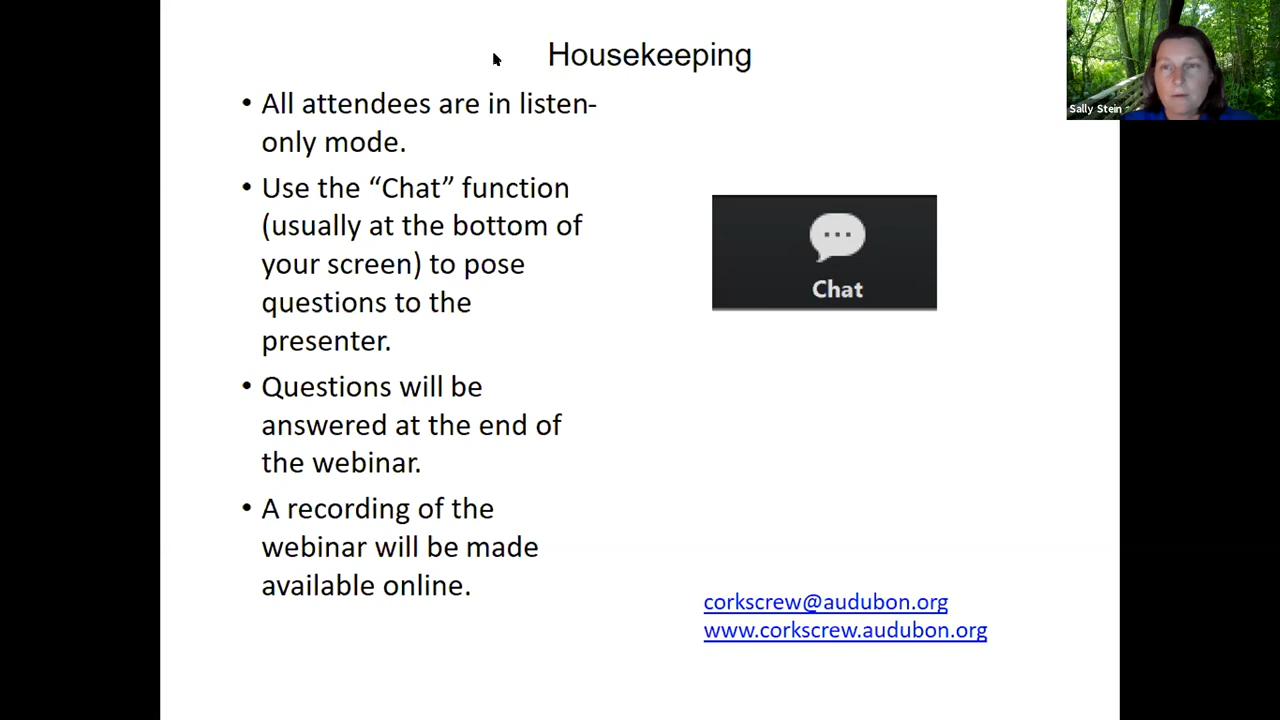 Housekeeping
• All attendees are in listen-
only mode.
• Use the “Chat” function
(usually at the bottom of
your screen) to pose
questions to the
presenter.
• Questions will be
answered at the end of
the webinar.
• A recording of the
webinar will be made
available online.
Chat
corkscrew@audubon.org
www.corkscrew.audubon.org
Sally Stein